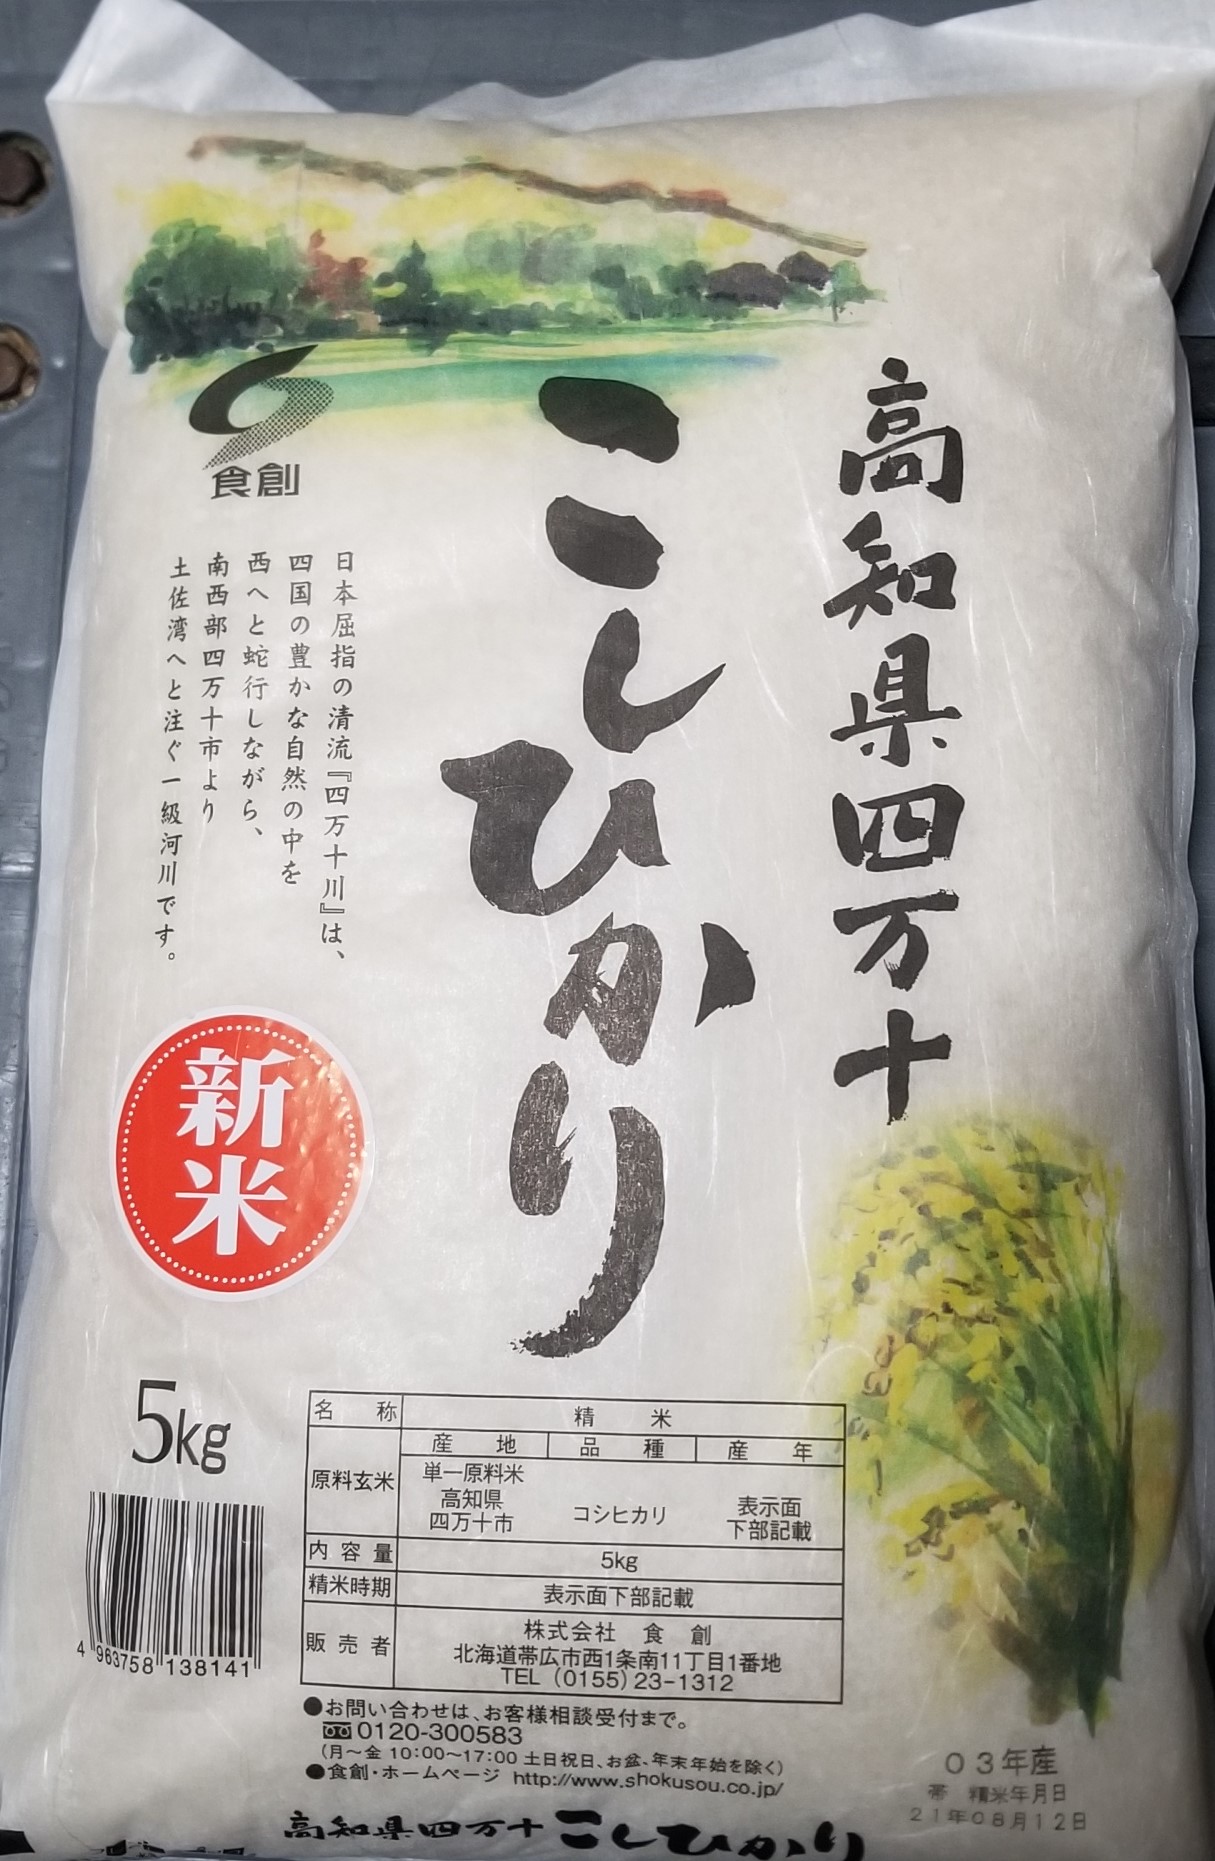 高知県四万十
こしひかり
食創
日本屈指の清流『四万十川』は、
四国の豊かな自然の中を
西へと蛇行しながら、
南西部四万十市より
土佐湾へと注ぐ一級河川です。
新米
5kg
4 963758 138141
名称 精米
産地 品種 産年
原料玄米
単一原料米
高知県
四万十市
コシヒカリ
表示面
下部記載
内容量 5kg
精米時期 表示面下部記載
販売者
株式会社 食創
北海道帯広市西1条南11丁目1番地
TEL (0155)23-1312
●お問い合わせは、お客様相談受付まで。
0120-300583
(月～金 10:00～17:00 土日祝日、お盆、年末年始を除く)
●食創・ホームページ http://www.shokusou.co.jp/
03年産
帯 精米年月日
21年08月12日
高知県四万十こしひかり